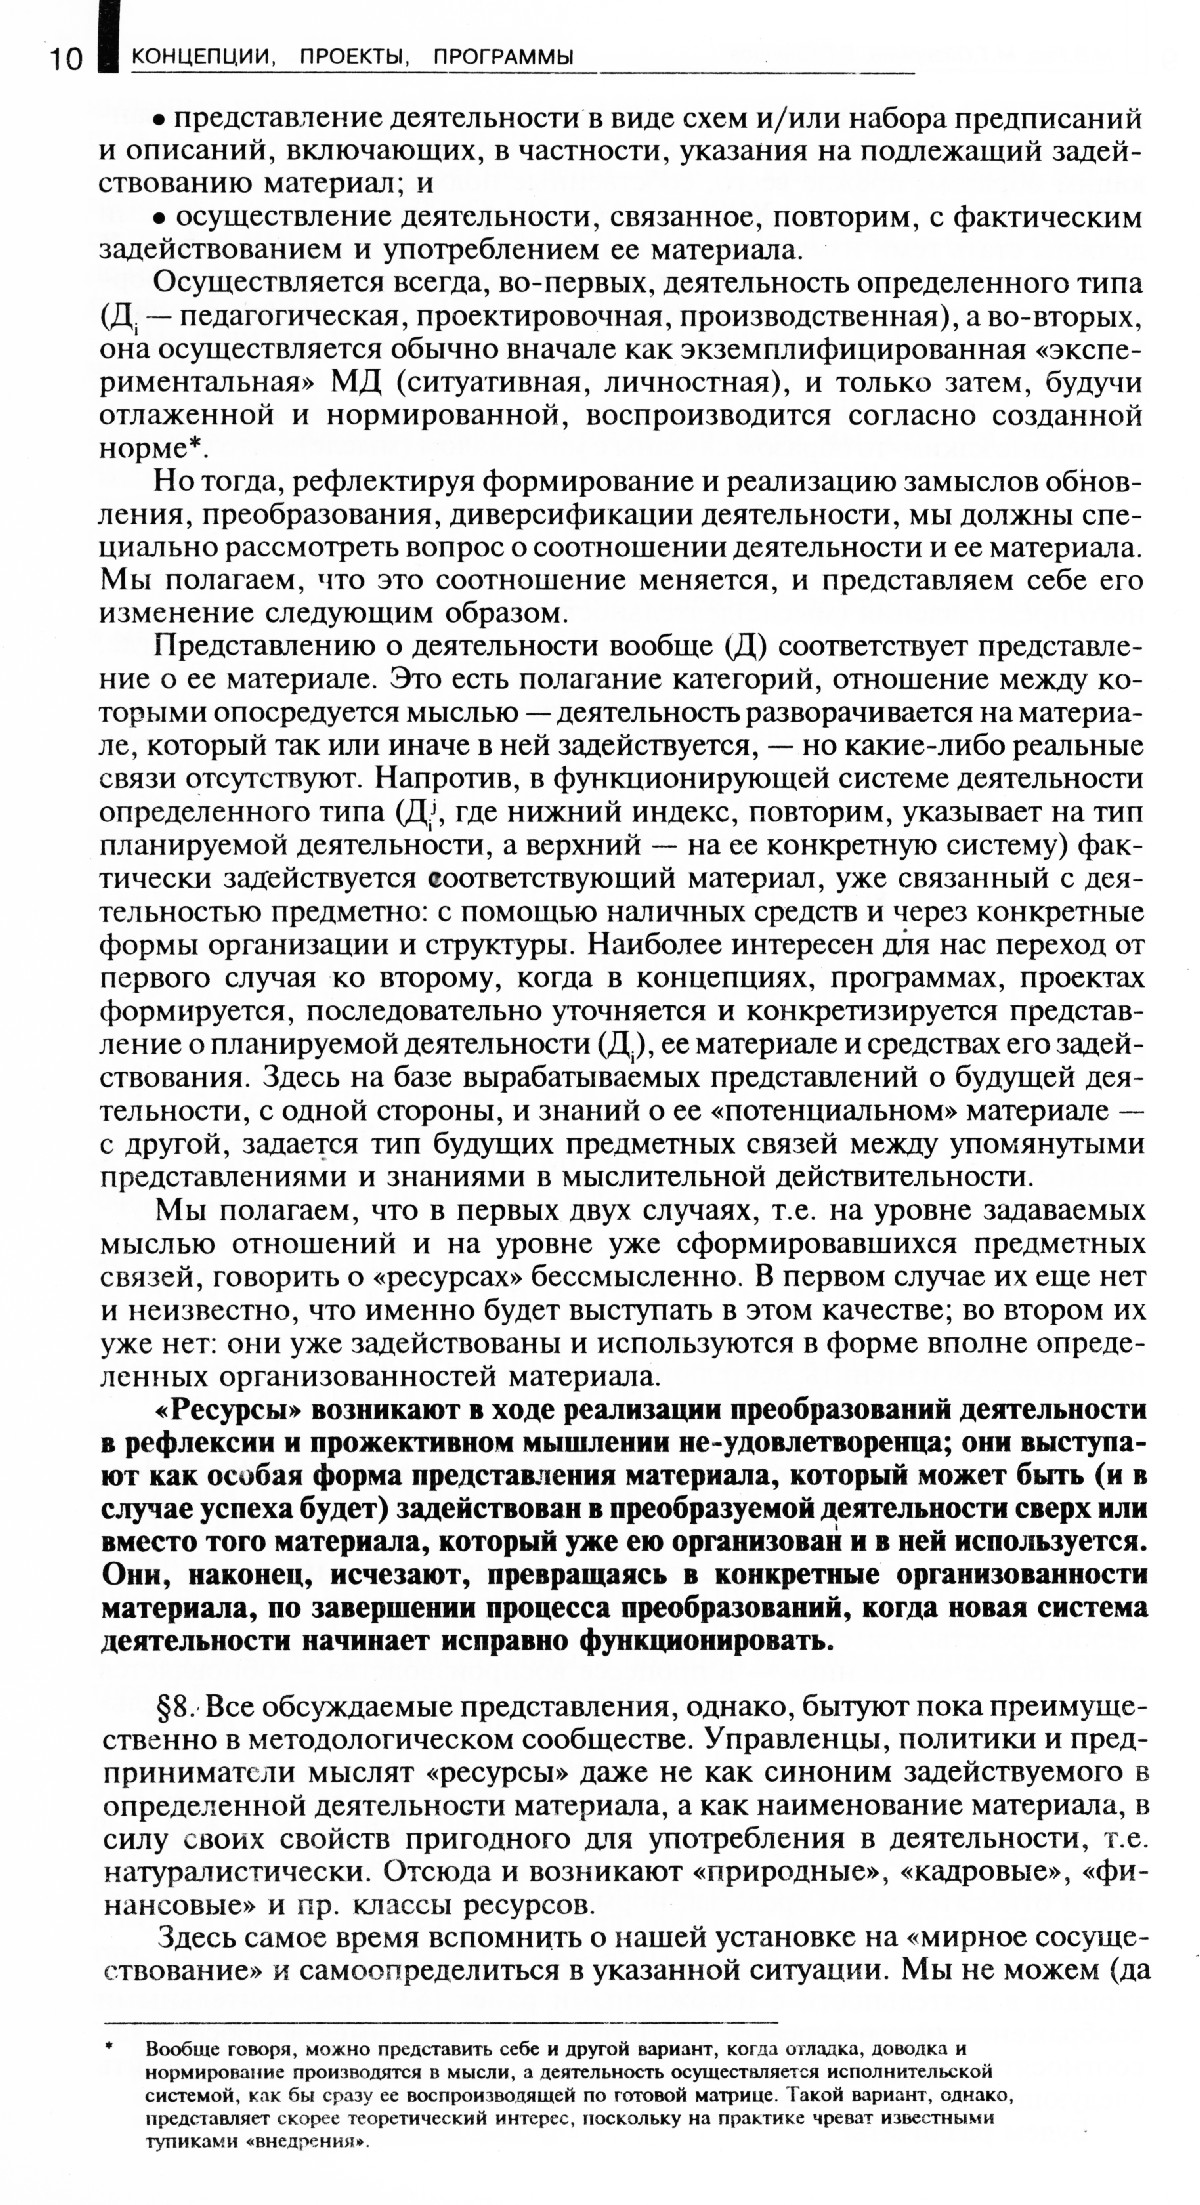 10 КОНЦЕПЦИИ, ПРОЕКТЫ, ПРОГРАММЫ
• представление деятельности в виде схем и/или набора предписаний
и описаний, включающих, в частности, указания на подлежащий задей-
ствованию материал; и
• осуществление деятельности, связанное, повторим, с фактическим
задействованием и употреблением ее материала.
Осуществляется всегда, во-первых, деятельность определенного типа
(Дᵢ — педагогическая, проектировочная, производственная), а во-вторых,
она осуществляется обычно вначале как экземплифицированная «экспе-
риментальная» МД (ситуативная, личностная), и только затем, будучи
отлаженной и нормированной, воспроизводится согласно созданной
норме*.
Но тогда, рефлектируя формирование и реализацию замыслов обнов-
ления, преобразования, диверсификации деятельности, мы должны спе-
циально рассмотреть вопрос о соотношении деятельности и ее материала.
Мы полагаем, что это соотношение меняется, и представляем себе его
изменение следующим образом.
Представлению о деятельности вообще (Д) соответствует представле-
ние о ее материале. Это есть полагание категорий, отношение между ко-
торыми опосредуется мыслью — деятельность разворачивается на материа-
ле, который так или иначе в ней задействуется, — но какие-либо реальные
связи отсутствуют. Напротив, в функционирующей системе деятельности
определенного типа (Дᵢʲ, где нижний индекс, повторим, указывает на тип
планируемой деятельности, а верхний — на ее конкретную систему) фак-
тически задействуется соответствующий материал, уже связанный с дея-
тельностью предметно: с помощью наличных средств и через конкретные
формы организации и структуры. Наиболее интересен для нас переход от
первого случая ко второму, когда в концепциях, программах, проектах
формируется, последовательно уточняется и конкретизируется представ-
ление о планируемой деятельности (Дᵢ), ее материале и средствах его задей-
ствования. Здесь на базе вырабатываемых представлений о будущей дея-
тельности, с одной стороны, и знаний о ее «потенциальном» материале —
с другой, задается тип будущих предметных связей между упомянутыми
представлениями и знаниями в мыслительной действительности.
Мы полагаем, что в первых двух случаях, т.е. на уровне задаваемых
мыслью отношений и на уровне уже сформировавшихся предметных
связей, говорить о «ресурсах» бессмысленно. В первом случае их еще нет
и неизвестно, что именно будет выступать в этом качестве; во втором их
уже нет: они уже задействованы и используются в форме вполне опреде-
ленных организованностей материала.
«Ресурсы» возникают в ходе реализации преобразований деятельности
в рефлексии и прожективном мышлении не-удовлетворенца; они выступа-
ют как особая форма представления материала, который может быть (и в
случае успеха будет) задействован в преобразуемой деятельности сверх или
вместо того материала, который уже ею организован и в ней используется.
Они, наконец, исчезают, превращаясь в конкретные организованности
материала, по завершении процесса преобразований, когда новая система
деятельности начинает исправно функционировать.
§8. Все обсуждаемые представления, однако, бытуют пока преимуще-
ственно в методологическом сообществе. Управленцы, политики и пред-
приниматели мыслят «ресурсы» даже не как синоним задействуемого в
определенной деятельности материала, а как наименование материала, в
силу своих свойств пригодного для употребления в деятельности, т.е.
натуралистически. Отсюда и возникают «природные», «кадровые», «фи-
нансовые» и пр. классы ресурсов.
Здесь самое время вспомнить о нашей установке на «мирное сосуще-
ствование» и самоопределиться в указанной ситуации. Мы не можем (да
* Вообще говоря, можно представить себе и другой вариант, когда отладка, доводка и
нормирование производятся в мысли, а деятельность осуществляется исполнительской
системой, как бы сразу ее воспроизводящей по готовой матрице. Такой вариант, однако,
представляет скорее теоретический интерес, поскольку на практике чреват известными
тупиками «внедрения».